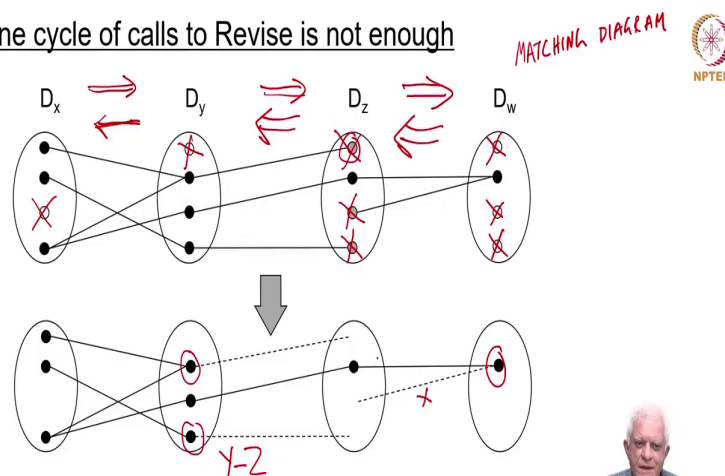 ne cycle of calls to Revise is not enough
MATCHING DIAGRAM
NPTEL
Dx Dy Dz Dw
Y-Z
x